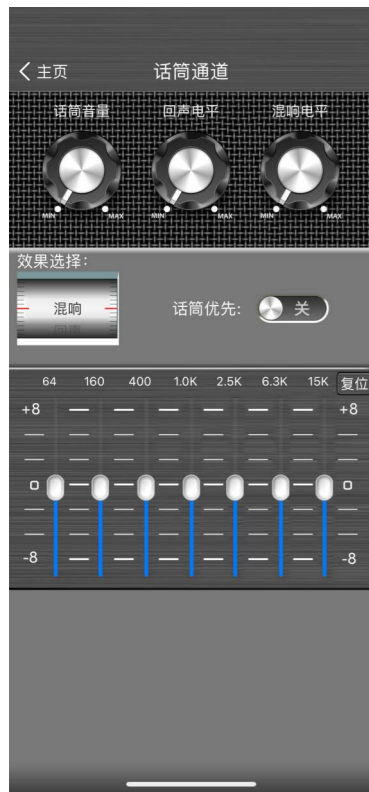 主页 话筒通道
话筒音量 回声电平 混响电平
MIN MAX MIN MAX MIN MAX
效果选择：
混响
回声
话筒优先: 关
64 160 400 1.0K 2.5K 6.3K 15K 复位
+8 +8
0 0
-8 -8